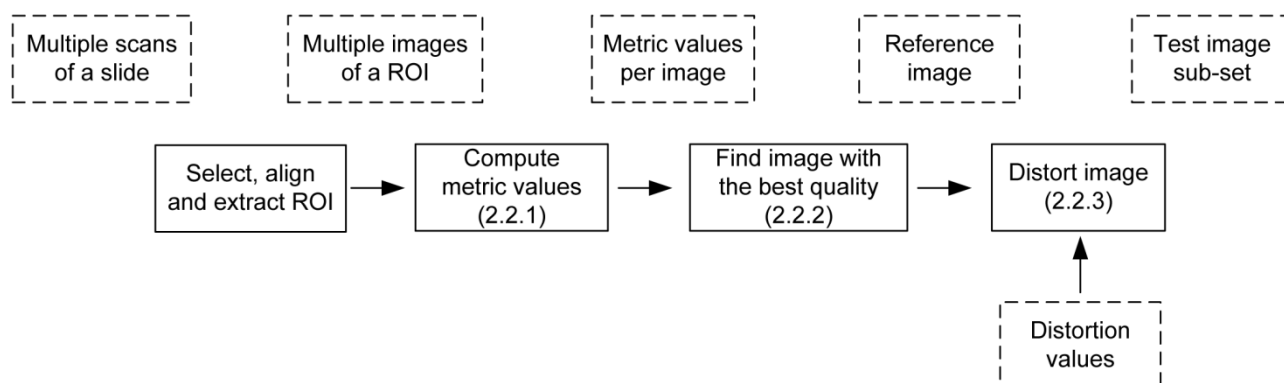 Multiple scans
of a slide
Multiple images
of a ROI
Metric values
per image
Reference
image
Test image
sub-set
Select, align
and extract ROI
Compute
metric values
(2.2.1)
Find image with
the best quality
(2.2.2)
Distort image
(2.2.3)
Distortion
values